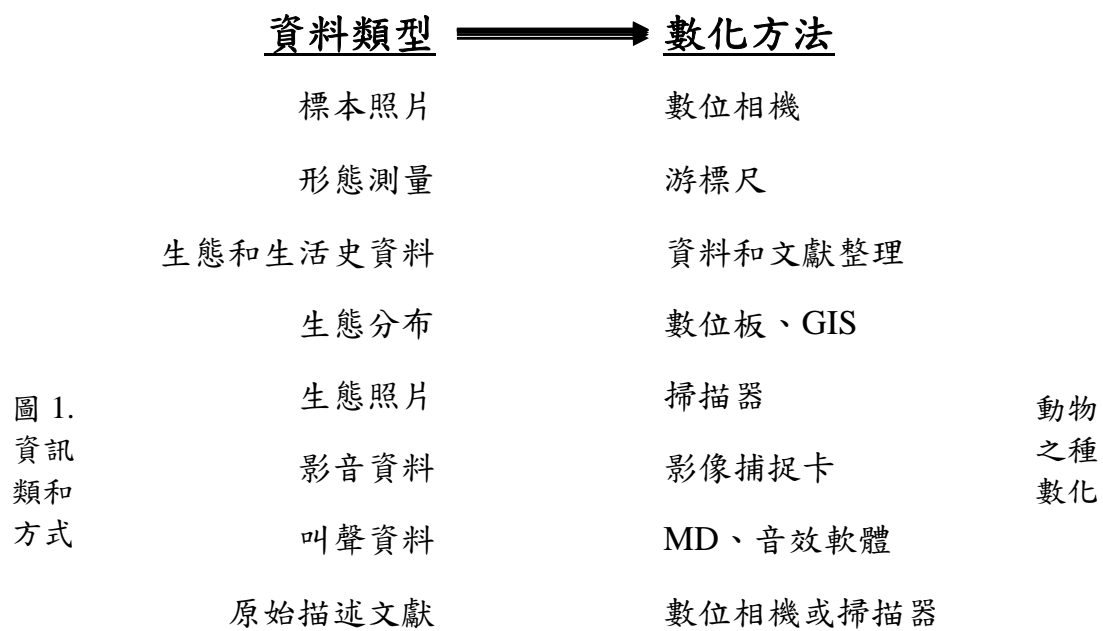 資料類型 數化方法
標本照片 數位相機
形態測量 游標尺
生態和生活史資料 資料和文獻整理
生態分布 數位板、GIS
生態照片 掃描器
影音資料 影像捕捉卡
叫聲資料 MD、音效軟體
原始描述文獻 數位相機或掃描器
圖 1. 動物
資訊 之種
類和 數化
方式